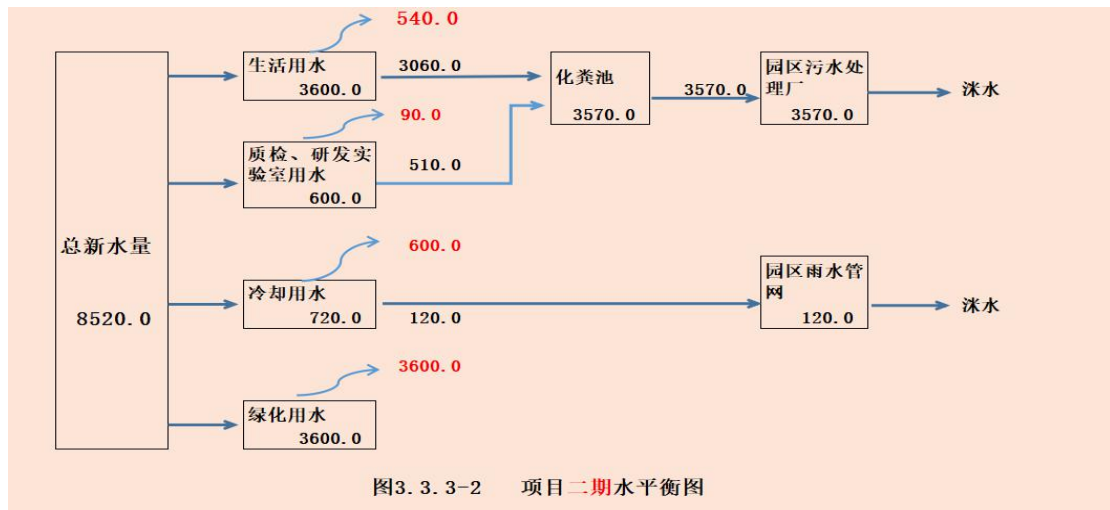 540.0
生活用水
3600.0
3060.0
化粪池
3570.0
3570.0
园区污水处
理厂
3570.0
洣水
90.0
质检、研发实
验室用水
600.0
510.0
总新水量
8520.0
600.0
冷却用水
720.0
120.0
园区雨水管
网
120.0
洣水
3600.0
绿化用水
3600.0
图3.3.3-2 项目二期水平衡图